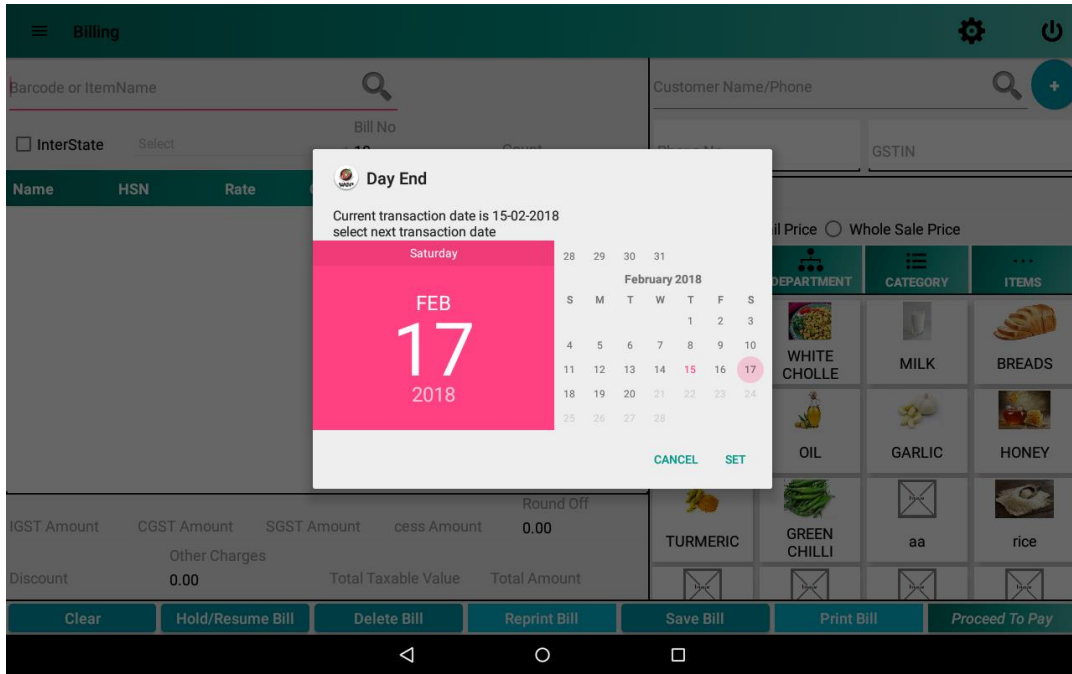 Billing
Barcode or ItemName
Customer Name/Phone
+
Bill No
InterState Select
GSTIN
Name HSN Rate
Day End
Current transaction date is 15-02-2018
select next transaction date
Saturday
FEB
17
2018
28 29 30 31
February 2018
S M T W T F S
1 2 3
4 5 6 7 8 9 10
11 12 13 14 15 16 17
18 19 20 21 22 23 24
25 26 27 28
CANCEL SET
Price Whole Sale Price
DEPARTMENT CATEGORY ITEMS
WHITE CHOLLE MILK BREADS
OIL GARLIC HONEY
TURMERIC GREEN CHILLI aa rice
Round Off
IGST Amount CGST Amount SGST Amount cess Amount 0.00
Other Charges
Discount 0.00 Total Taxable Value Total Amount
Clear Hold/Resume Bill Delete Bill Reprint Bill Save Bill Print Bill Proceed To Pay